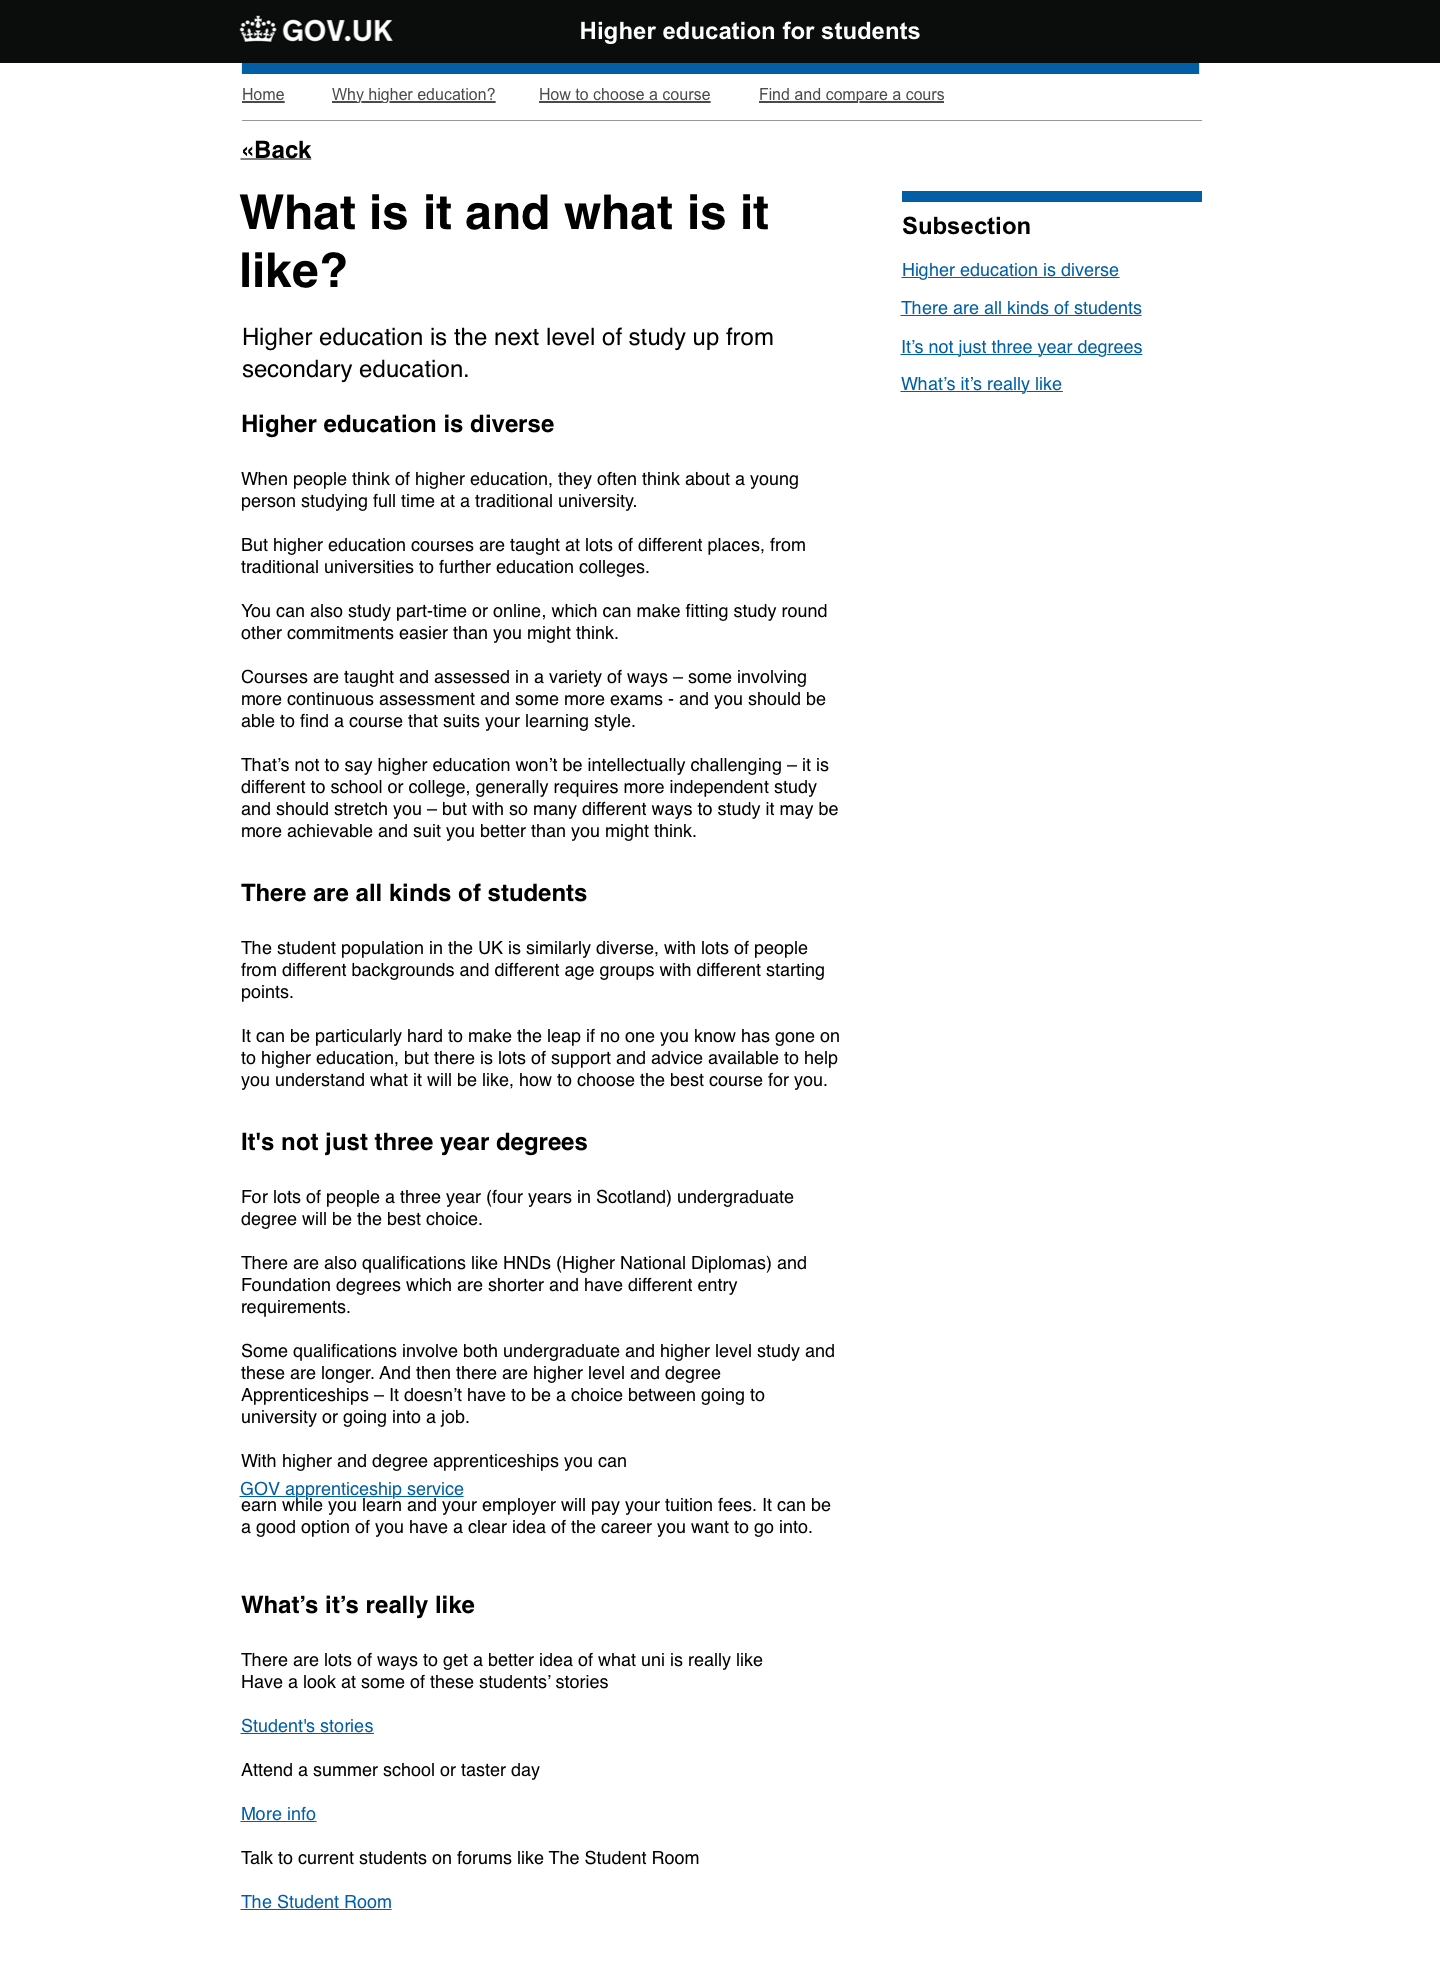 GOV.UK
Higher education for students
Home
Why higher education?
How to choose a course
Find and compare a cours
«Back
What is it and what is it
like?
Higher education is the next level of study up from
secondary education.
Higher education is diverse
When people think of higher education, they often think about a young
person studying full time at a traditional university.
But higher education courses are taught at lots of different places, from
traditional universities to further education colleges.
You can also study part-time or online, which can make fitting study round
other commitments easier than you might think.
Courses are taught and assessed in a variety of ways – some involving
more continuous assessment and some more exams - and you should be
able to find a course that suits your learning style.
That’s not to say higher education won’t be intellectually challenging – it is
different to school or college, generally requires more independent study
and should stretch you – but with so many different ways to study it may be
more achievable and suit you better than you might think.
There are all kinds of students
The student population in the UK is similarly diverse, with lots of people
from different backgrounds and different age groups with different starting
points.
It can be particularly hard to make the leap if no one you know has gone on
to higher education, but there is lots of support and advice available to help
you understand what it will be like, how to choose the best course for you.
It's not just three year degrees
For lots of people a three year (four years in Scotland) undergraduate
degree will be the best choice.
There are also qualifications like HNDs (Higher National Diplomas) and
Foundation degrees which are shorter and have different entry
requirements.
Some qualifications involve both undergraduate and higher level study and
these are longer. And then there are higher level and degree
Apprenticeships – It doesn’t have to be a choice between going to
university or going into a job.
With higher and degree apprenticeships you can
GOV apprenticeship service
earn while you learn and your employer will pay your tuition fees. It can be
a good option of you have a clear idea of the career you want to go into.
What’s it’s really like
There are lots of ways to get a better idea of what uni is really like
Have a look at some of these students’ stories
Student's stories
Attend a summer school or taster day
More info
Talk to current students on forums like The Student Room
The Student Room
Subsection
Higher education is diverse
There are all kinds of students
It’s not just three year degrees
What’s it’s really like